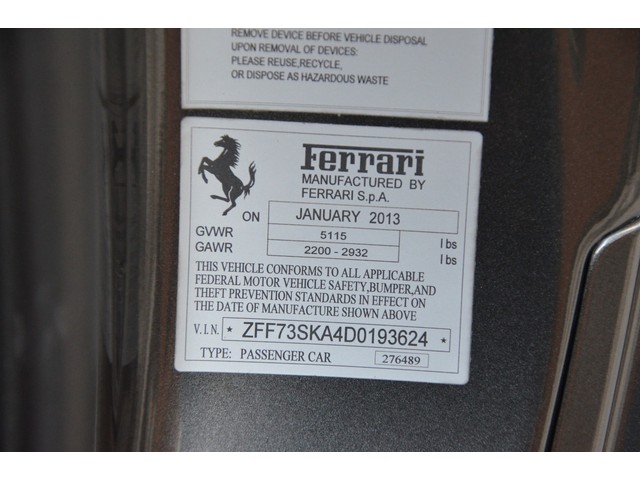 REMOVE DEVICE BEFORE VEHICLE DISPOSAL
UPON REMOVAL OF DEVICES:
PLEASE REUSE,RECYCLE,
OR DISPOSE AS HAZARDOUS WASTE
Ferrari
MANUFACTURED BY
FERRARI S.p.A.
ON JANUARY 2013
GVWR 5115 lbs
GAWR 2200 - 2932 lbs
THIS VEHICLE CONFORMS TO ALL APPLICABLE
FEDERAL MOTOR VEHICLE SAFETY,BUMPER,AND
THEFT PREVENTION STANDARDS IN EFFECT ON
THE DATE OF MANUFACTURE SHOWN ABOVE
V.I.N. * ZFF73SKA4D0193624 *
TYPE: PASSENGER CAR 276489